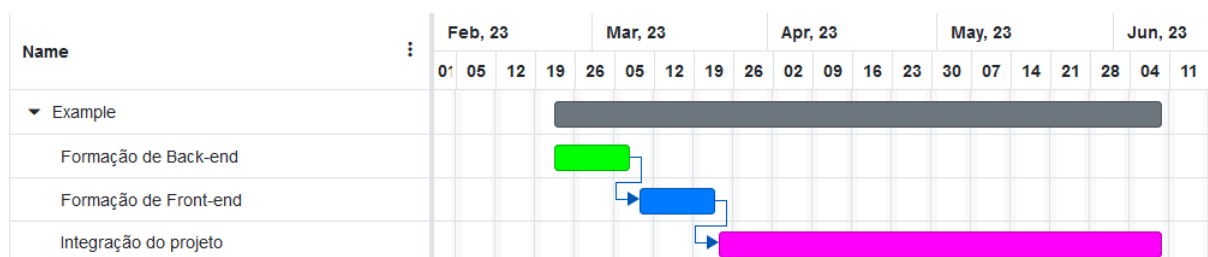 Name
Feb, 23 Mar, 23 Apr, 23 May, 23 Jun, 23
01 05 12 19 26 05 12 19 26 02 09 16 23 30 07 14 21 28 04 11
Example
Formação de Back-end
Formação de Front-end
Integração do projeto